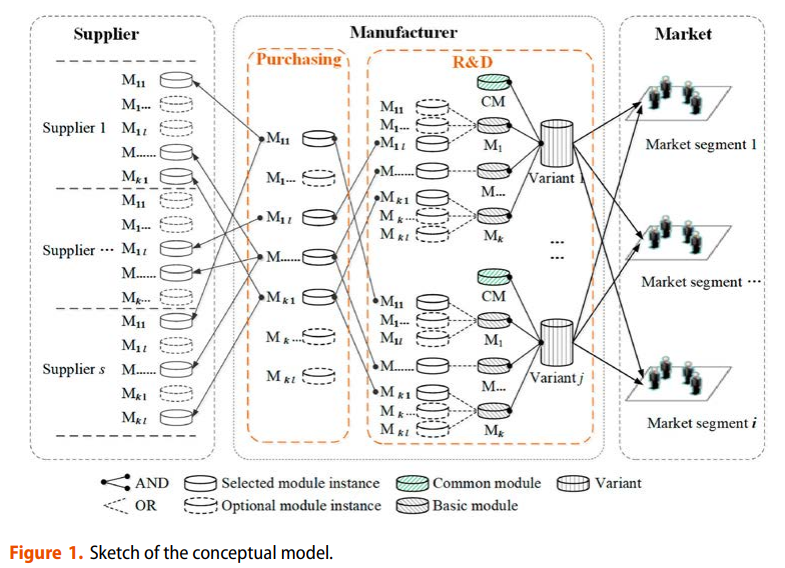 Supplier
Manufacturer
Market
Purchasing
R&D
Supplier 1
M11
M1...
M1l
M......
Mk1
Supplier ...
M11
M1...
M1l
M......
Mk...
Supplier s
M11
M1l
M......
Mk1
Mkl
M11
M1...
M1l
M......
Mk1
Mk...
Mkl
CM
M11
M1...
M1l
M1
M......
M...
Mk1
Mk...
Mkl
Mk
Variant 1
...
...
CM
M11
M1...
M1l
M1
M......
M...
Mk1
Mk...
Mkl
Mk
Variant j
Market segment 1
Market segment ...
Market segment i
AND
Selected module instance
Common module
Variant
OR
Optional module instance
Basic module
Figure 1. Sketch of the conceptual model.